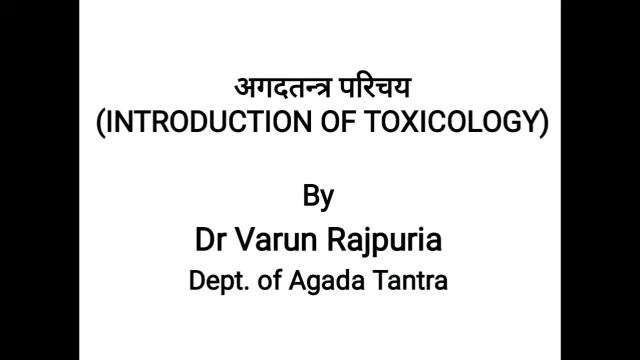 अगदतन्त्र परिचय
(INTRODUCTION OF TOXICOLOGY)
By
Dr Varun Rajpuria
Dept. of Agada Tantra